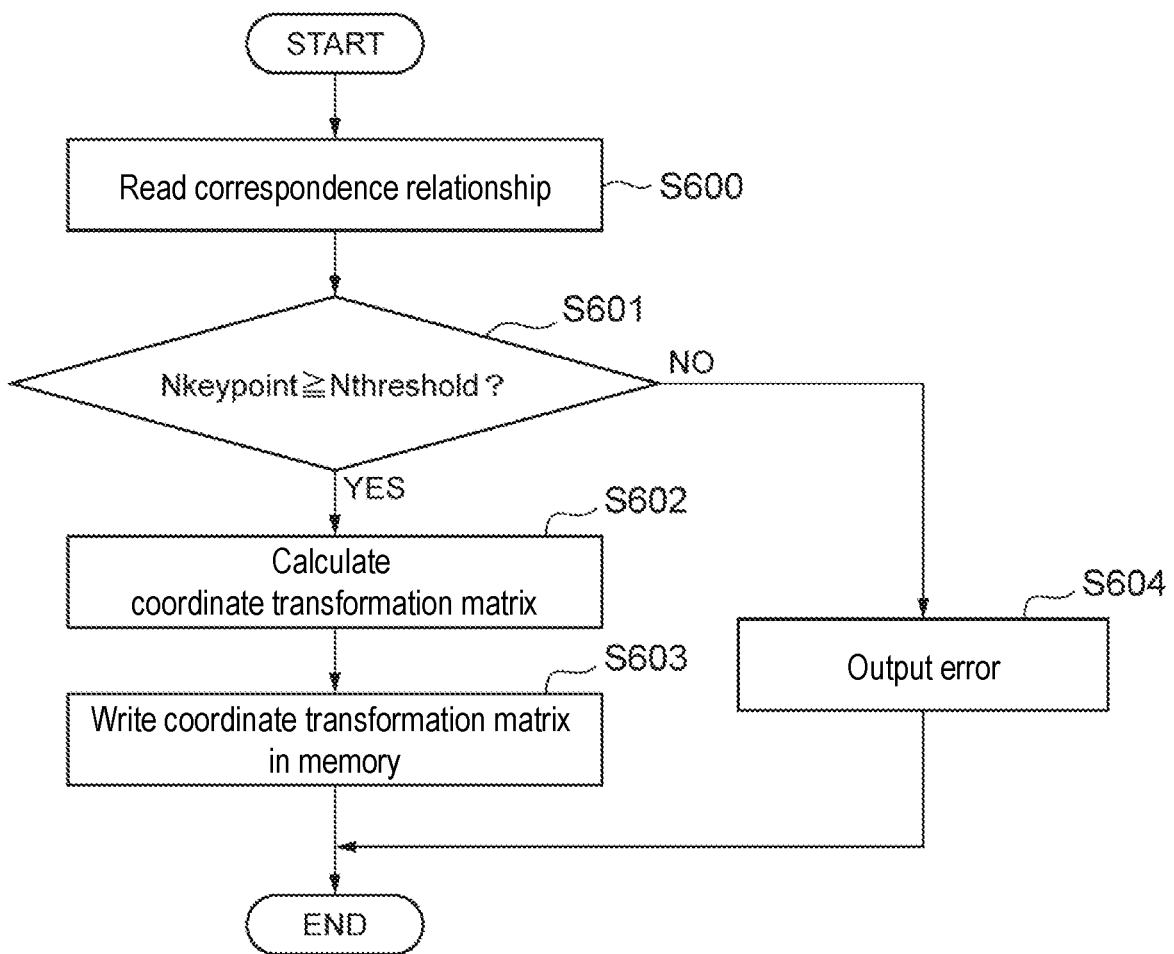 START
Read correspondence relationship
S600
S601
Nkeypoint≧Nthreshold?
NO
YES
S602
Calculate
coordinate transformation matrix
S604
Output error
S603
Write coordinate transformation matrix
in memory
END